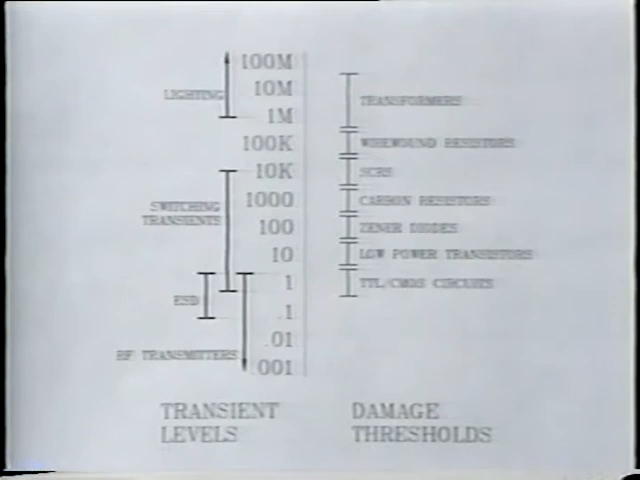 100M
LIGHTING 10M TRANSFORMERS
1M
100K WIREWOUND RESISTORS
10K SCRS
SWITCHING 1000 CARBON RESISTORS
TRANSIENTS 100 ZENER DIODES
10 LOW POWER TRANSISTORS
1 TTL/CMOS CIRCUITS
ESD .1
.01
RF TRANSMITTERS .001
TRANSIENT DAMAGE
LEVELS THRESHOLDS